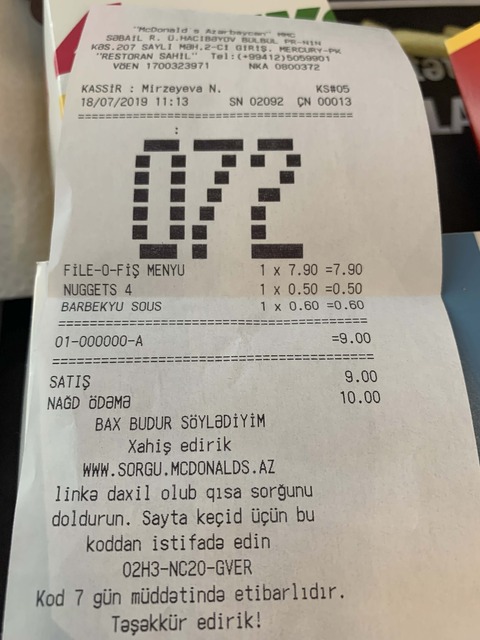 "McDonald s Azərbaycan" MMC
SƏBAİL R. Ü.HACIBƏYOV BÜLBÜL PR-NIN
KƏS.207 SAYLI MƏH.2-Cİ GİRİŞ. MERCURY-PK
"RESTORAN SAHİL" Tel:(+99412)5059901
VÖEN 1700323971 NKA 0800372
KASSİR : Mirzeyeva N. KS#05
18/07/2019 11:13 SN 02092 ÇN 00013
072
FİLE-O-FİŞ MENYU 1 x 7.90 =7.90
NUGGETS 4 1 x 0.50 =0.50
BARBEKYU SOUS 1 x 0.60 =0.60
01-000000-A =9.00
SATIŞ 9.00
NAĞD ÖDƏMƏ 10.00
BAX BUDUR SÖYLƏDİYİM
Xahiş edirik
WWW.SORGU.MCDONALDS.AZ
linkə daxil olub qısa sorğunu
doldurun. Sayta keçid üçün bu
koddan istifadə edin
02H3-NC20-GVER
Kod 7 gün müddətində etibarlıdır.
Təşəkkür edirik!